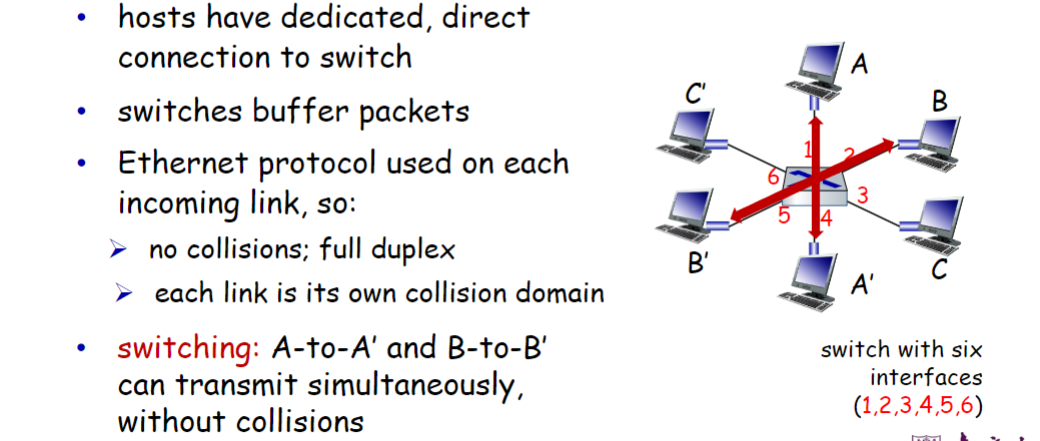 • hosts have dedicated, direct
connection to switch
• switches buffer packets
• Ethernet protocol used on each
incoming link, so:
➢ no collisions; full duplex
➢ each link is its own collision domain
• switching: A-to-A' and B-to-B'
can transmit simultaneously,
without collisions
A
C'
B
1
2
6
3
5
4
B'
A'
C
switch with six
interfaces
(1,2,3,4,5,6)